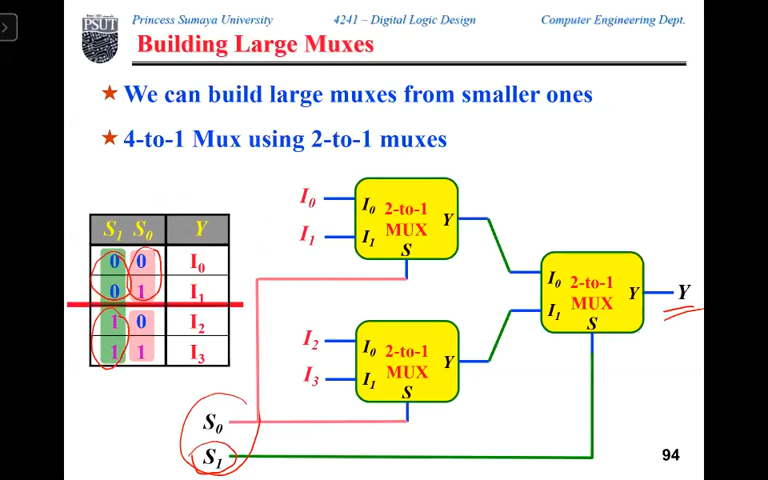 PSUT
Princess Sumaya University 4241 – Digital Logic Design Computer Engineering Dept.
Building Large Muxes
★ We can build large muxes from smaller ones
★ 4-to-1 Mux using 2-to-1 muxes
S1 S0 Y
0 0 I0
0 1 I1
1 0 I2
1 1 I3
I0
I1
I0
I1
2-to-1
MUX
S
Y
I2
I3
I0
I1
2-to-1
MUX
S
Y
I0
I1
2-to-1
MUX
S
Y
Y
S0
S1
94